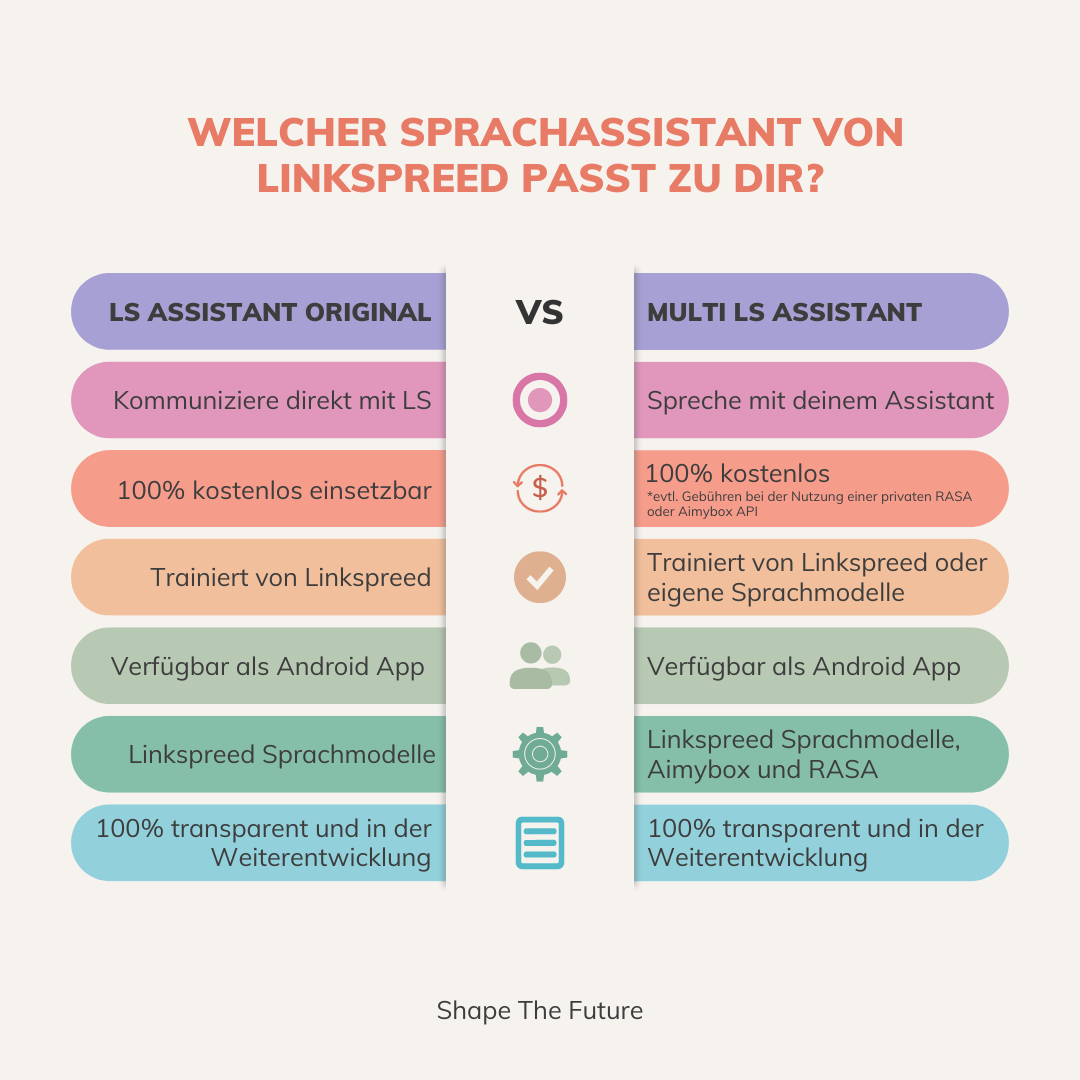 WELCHER SPRACHASSISTANT VON
LINKSPREED PASST ZU DIR?
LS ASSISTANT ORIGINAL
VS
MULTI LS ASSISTANT
Kommuniziere direkt mit LS
Spreche mit deinem Assistant
100% kostenlos einsetzbar
$
100% kostenlos
*evtl. Gebühren bei der Nutzung einer privaten RASA
oder Aimybox API
Trainiert von Linkspreed
Trainiert von Linkspreed oder
eigene Sprachmodelle
Verfügbar als Android App
Verfügbar als Android App
Linkspreed Sprachmodelle
Linkspreed Sprachmodelle,
Aimybox und RASA
100% transparent und in der
Weiterentwicklung
100% transparent und in der
Weiterentwicklung
Shape The Future